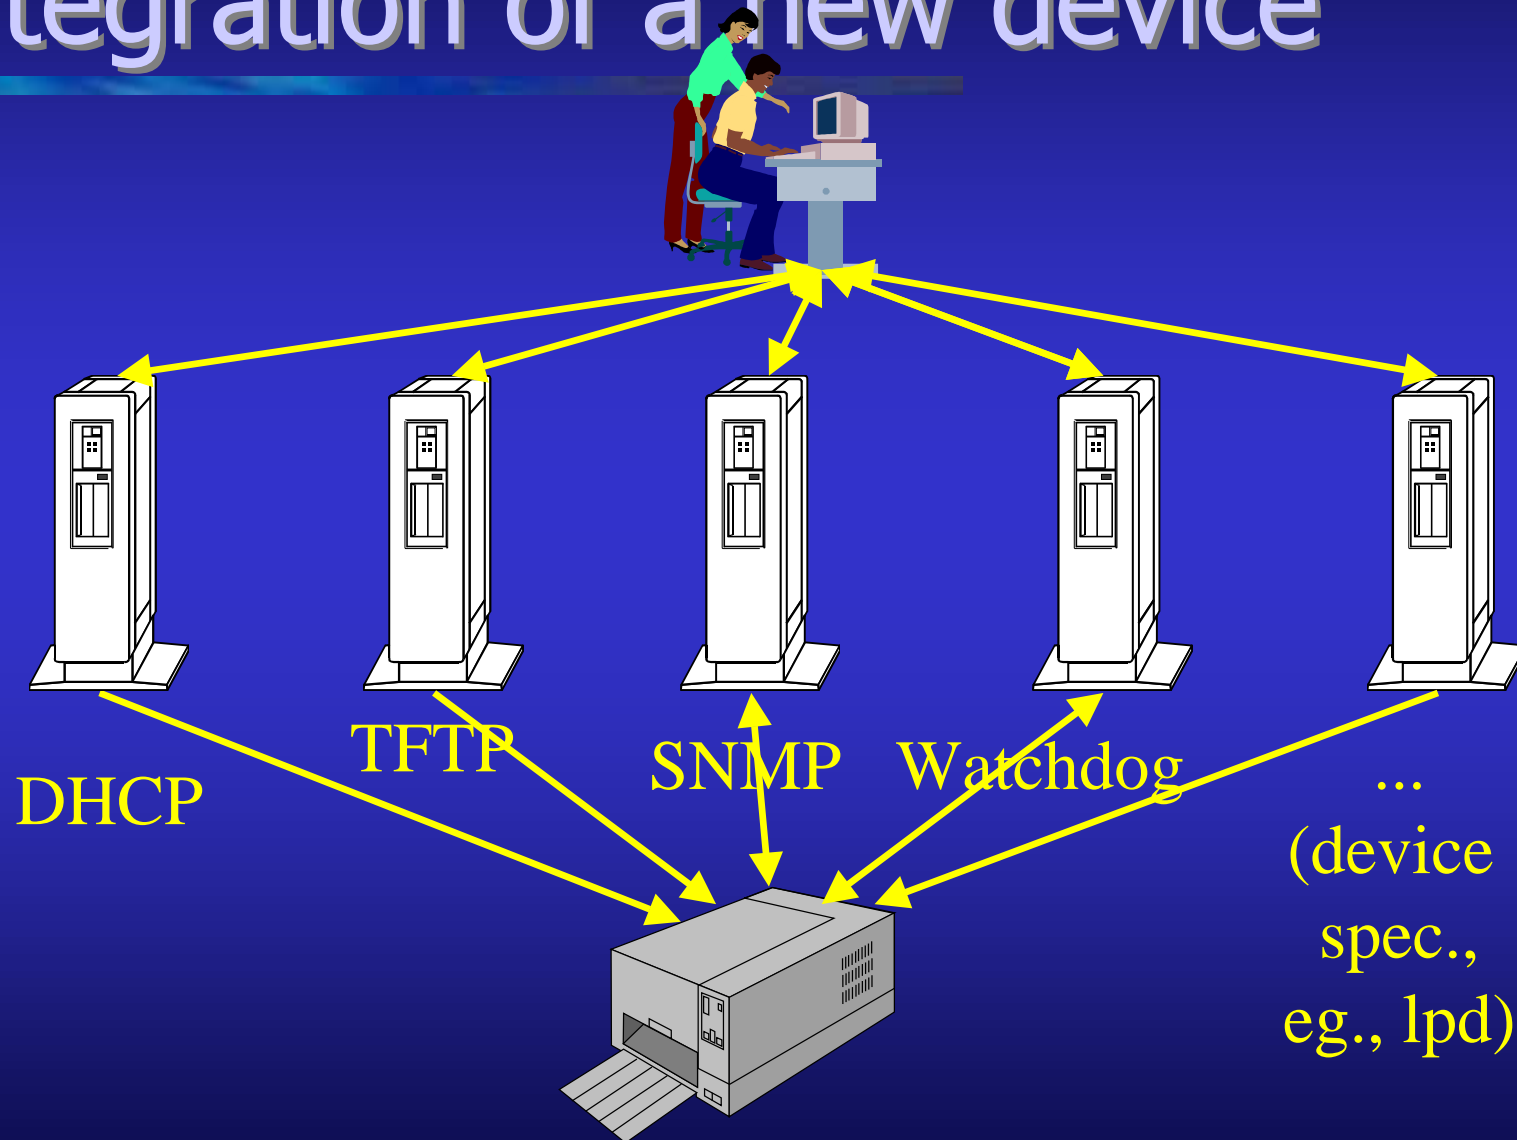 tegration of a new device
TFTP
SNMP
Watchdog
DHCP
...
(device
spec.,
eg., lpd)